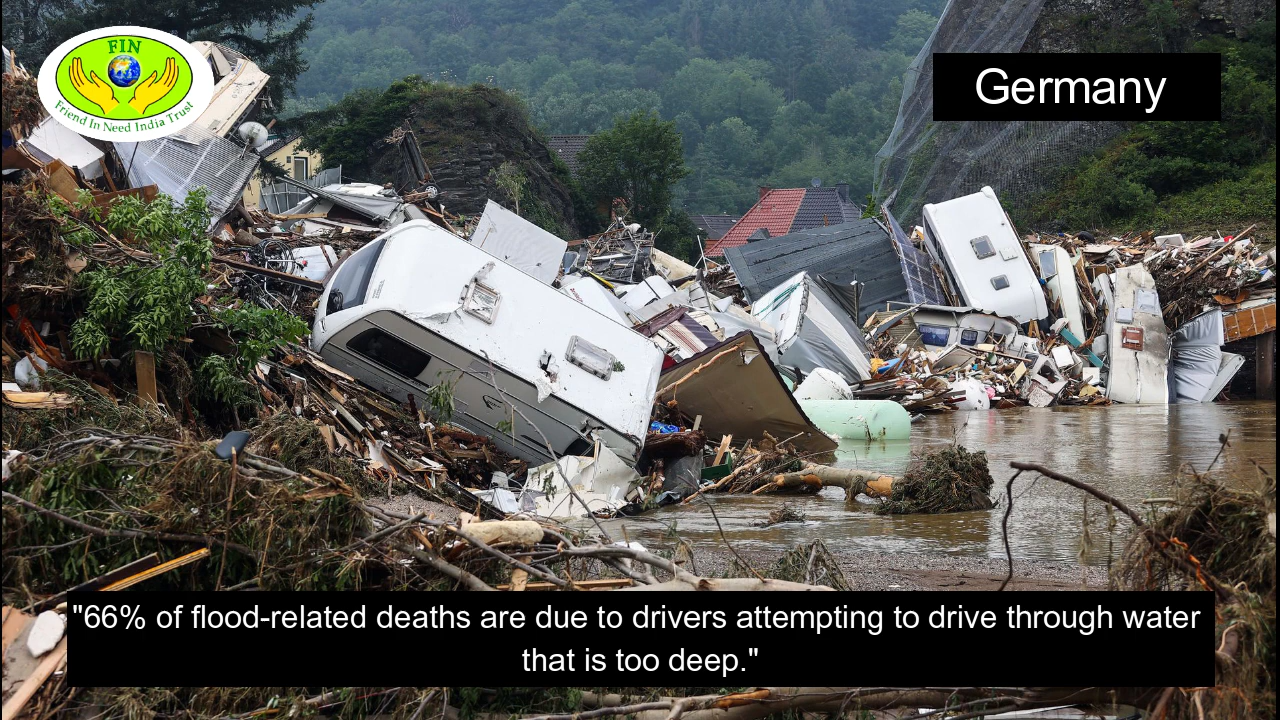 FIN
Friend In Need India Trust
Germany
"66% of flood-related deaths are due to drivers attempting to drive through water
that is too deep."